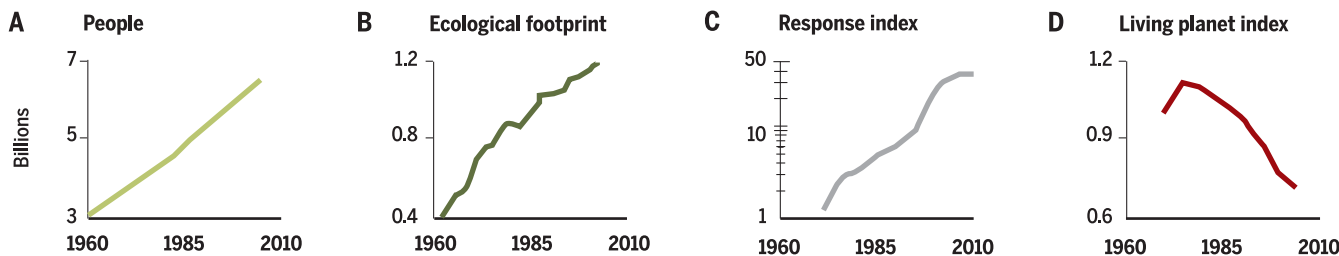 A People
B Ecological footprint
C Response index
D Living planet index
Billions
7
5
3
1960 1985 2010
1.2
0.8
0.4
1960 1985 2010
50
10
1
1960 1985 2010
1.2
0.9
0.6
1960 1985 2010